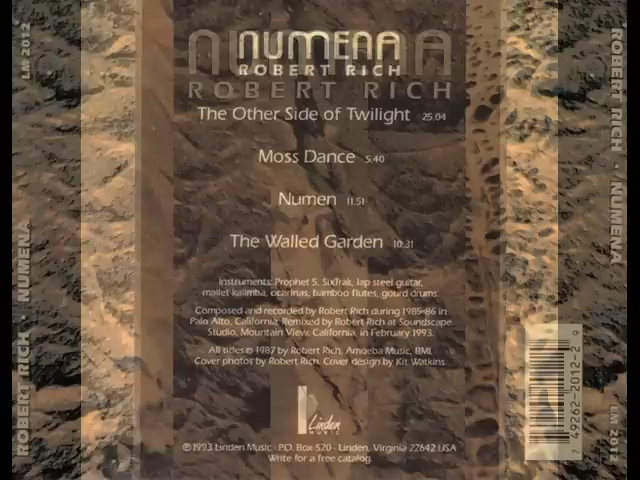 NUMENA
NUMENA
ROBERT RICH
ROBERT RICH
The Other Side of Twilight 25:04
Moss Dance 5:40
Numen 11:51
The Walled Garden 10:31
Instruments: Prophet 5, SixTrak, lap steel guitar,
mallet kalimba, ocarinas, bamboo flutes, gourd drums.
Composed and recorded by Robert Rich during 1985-86 in
Palo Alto, California. Remixed by Robert Rich at Soundscape
Studio, Mountain View, California, in February 1993.
All titles © 1987 by Robert Rich, Amoeba Music, BMI.
Cover photos by Robert Rich. Cover design by Kit Watkins.
Linden
MUSIC
℗ 1993 Linden Music · P.O. Box 520 · Linden, Virginia 22642 USA
Write for a free catalog.
ROBERT RICH · NUMENA
LM 2012
ROBERT RICH · NUMENA
LM 2012
7 49262-2012-2 9